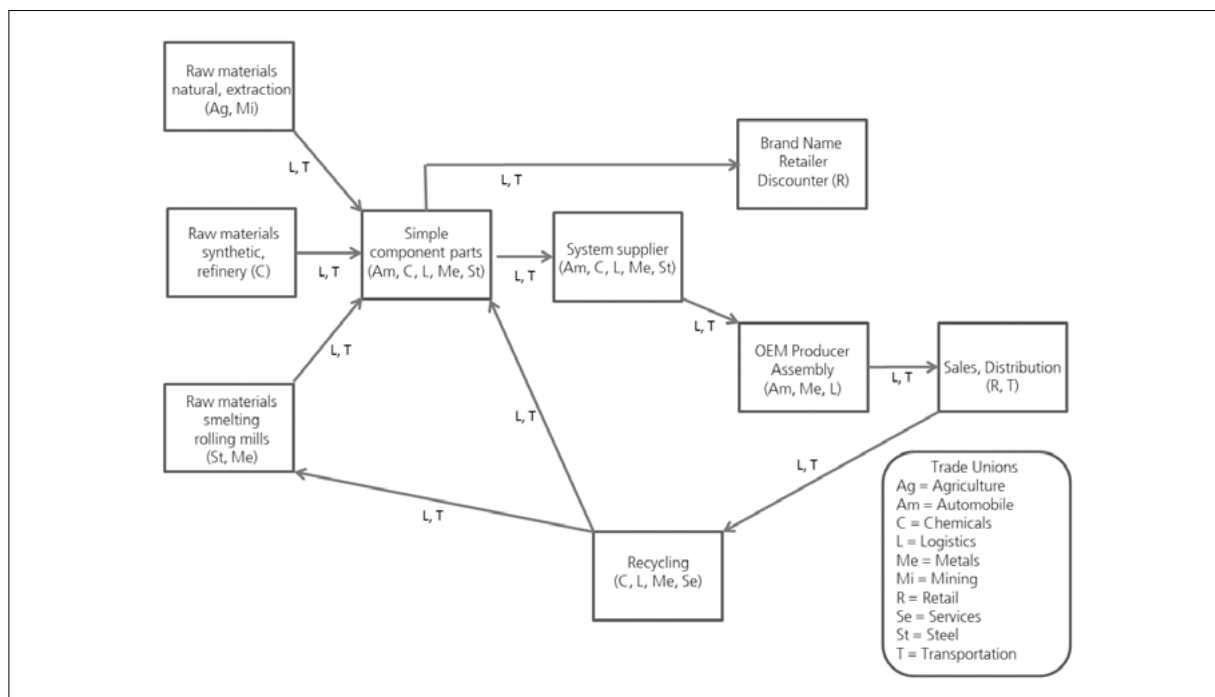 Raw materials
natural, extraction
(Ag, Mi)
L, T
Brand Name
Retailer
Discounter (R)
L, T
Raw materials
synthetic,
refinery (C)
L, T
Simple
component parts
(Am, C, L, Me, St)
L, T
System supplier
(Am, C, L, Me, St)
L, T
OEM Producer
Assembly
(Am, Me, L)
L, T
Sales, Distribution
(R, T)
L, T
Raw materials
smelting
rolling mills
(St, Me)
L, T
L, T
L, T
Recycling
(C, L, Me, Se)
Trade Unions
Ag = Agriculture
Am = Automobile
C = Chemicals
L = Logistics
Me = Metals
Mi = Mining
R = Retail
Se = Services
St = Steel
T = Transportation